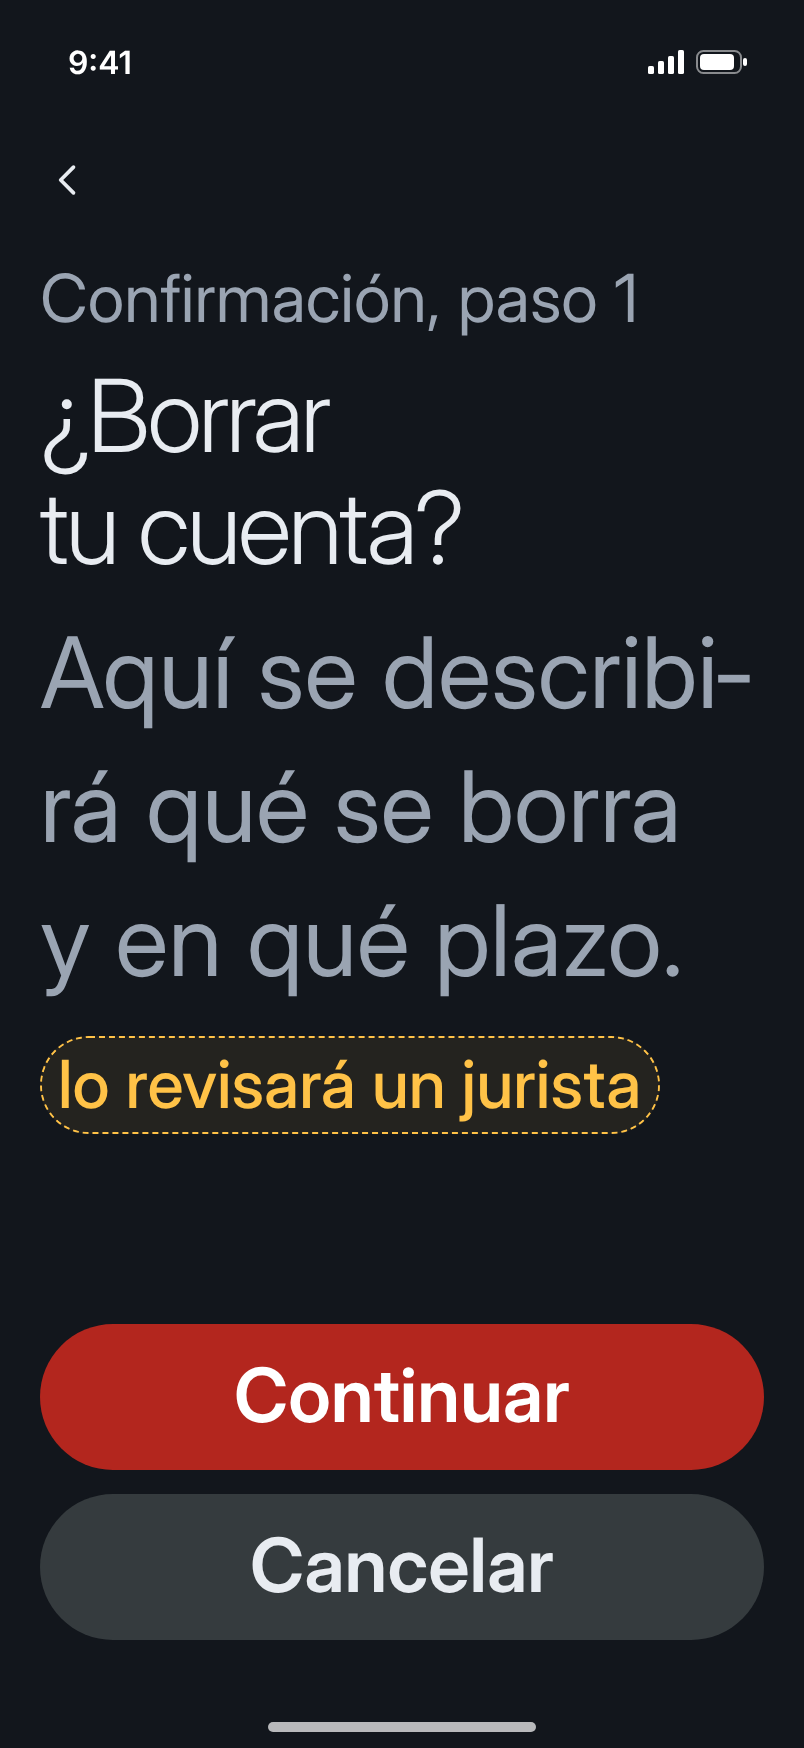 9:41
Confirmación, paso 1
¿Borrar
tu cuenta?
Aquí se describi-
rá qué se borra
y en qué plazo.
lo revisará un jurista
Continuar
Cancelar